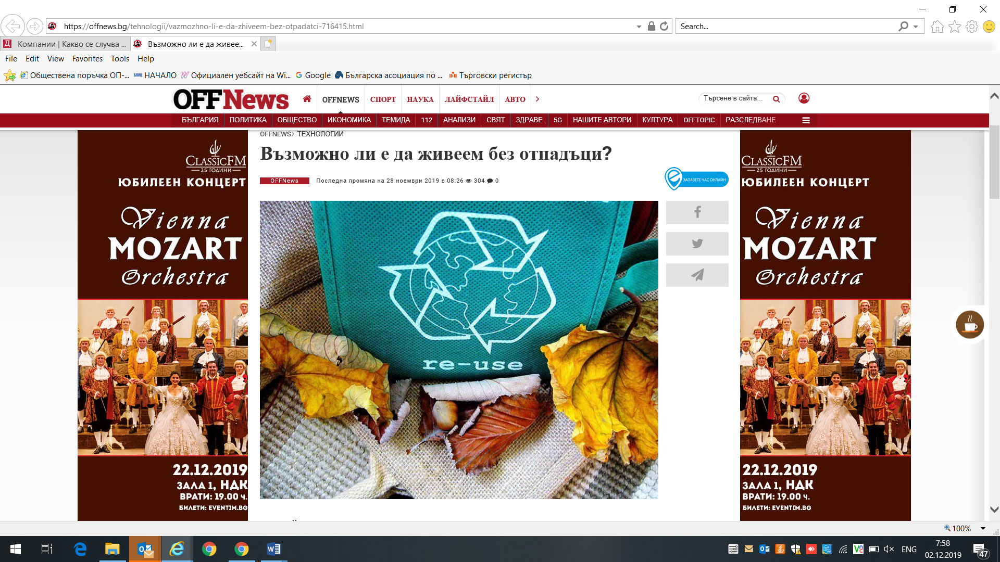 https://offnews.bg/tehnologii/vazmozhno-li-e-da-zhiveem-bez-otpadatci-716415.html
Search...
Компании | Какво се случва ...
Възможно ли е да живее...
File Edit View Favorites Tools Help
Обществена поръчка ОП-...
БЛИЦ НАЧАЛО
Официален уебсайт на Wi...
Google
Българска асоциация по ...
Търговски регистър
OFFNews
OFFNEWS СПОРТ НАУКА ЛАЙФСТАЙЛ АВТО
Търсене в сайта...
БЪЛГАРИЯ ПОЛИТИКА ОБЩЕСТВО ИКОНОМИКА ТЕМИДА 112 АНАЛИЗИ СВЯТ ЗДРАВЕ 5G НАШИТЕ АВТОРИ КУЛТУРА OFFTOPIC РАЗСЛЕДВАНЕ
OFFNEWS› ТЕХНОЛОГИИ
Възможно ли е да живеем без отпадъци?
OFFNews Последна промяна на 28 ноември 2019 в 08:26 304 0
ЗАПАЗЕТЕ ЧАС ОНЛАЙН
re-use
CLASSICFM
25 ГОДИНИ
ЮБИЛЕЕН КОНЦЕРТ
Vienna
MOZART
Orchestra
22.12.2019
ЗАЛА 1, НДК
ВРАТИ: 19.00 ч.
БИЛЕТИ: EVENTIM.BG
CLASSICFM
25 ГОДИНИ
ЮБИЛЕЕН КОНЦЕРТ
Vienna
MOZART
Orchestra
22.12.2019
ЗАЛА 1, НДК
ВРАТИ: 19.00 ч.
БИЛЕТИ: EVENTIM.BG
100%
ENG
7:58
02.12.2019
47